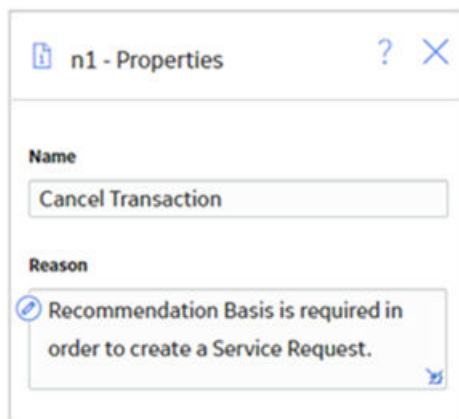 n1 - Properties ?
Name
Cancel Transaction
Reason
Recommendation Basis is required in
order to create a Service Request.